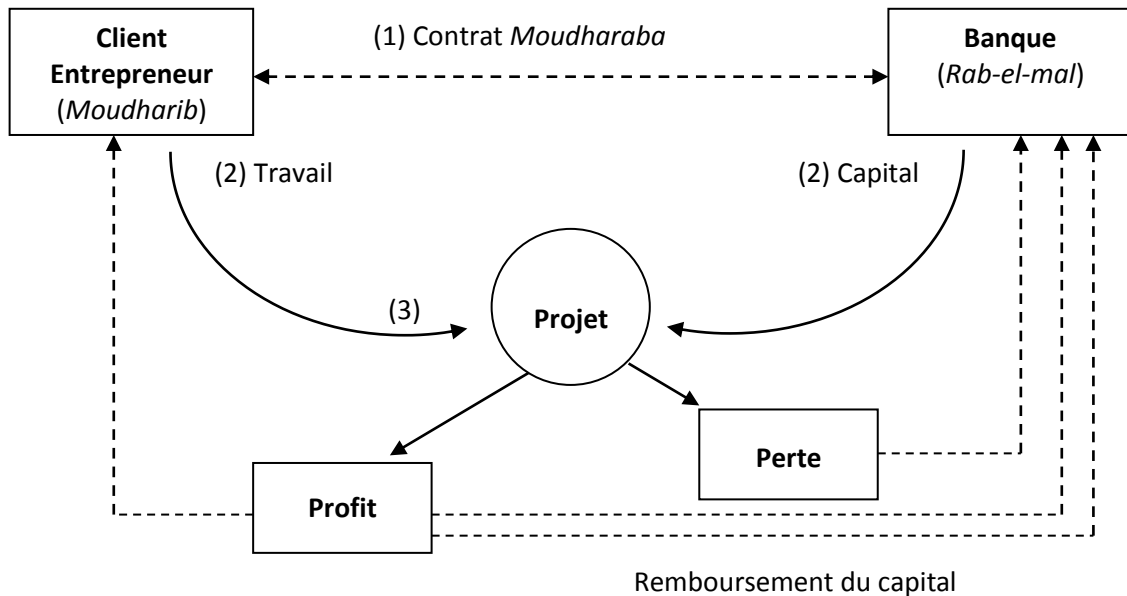 Client
Entrepreneur
(Moudharib)
(1) Contrat Moudharaba
Banque
(Rab-el-mal)
(2) Travail
(2) Capital
(3)
Projet
Perte
Profit
Remboursement du capital